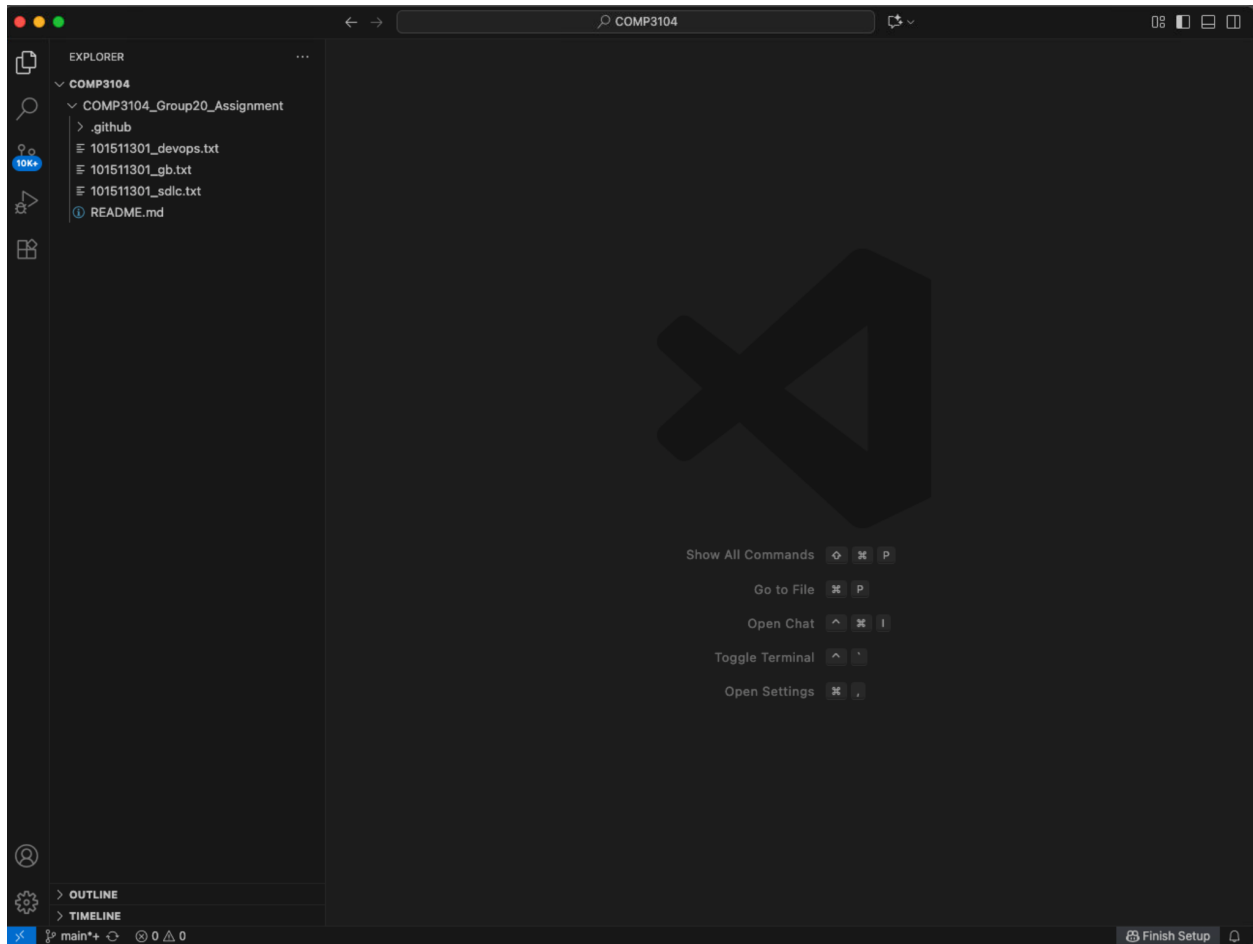 COMP3104
EXPLORER
COMP3104
COMP3104_Group20_Assignment
.github
101511301_devops.txt
101511301_gb.txt
101511301_sdlc.txt
README.md
10K+
Show All Commands ⇧ ⌘ P
Go to File ⌘ P
Open Chat ^ ⌘ I
Toggle Terminal ^ `
Open Settings ⌘ ,
OUTLINE
TIMELINE
main*+ 0 0 Finish Setup